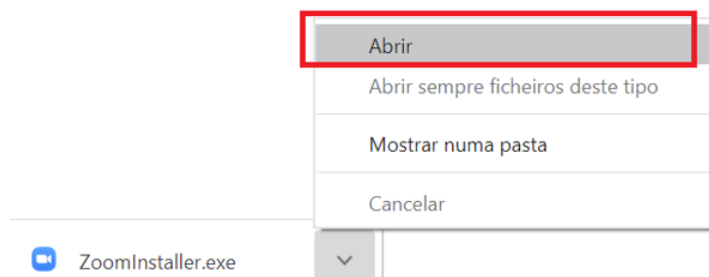 Abrir
Abrir sempre ficheiros deste tipo
Mostrar numa pasta
Cancelar
ZoomInstaller.exe